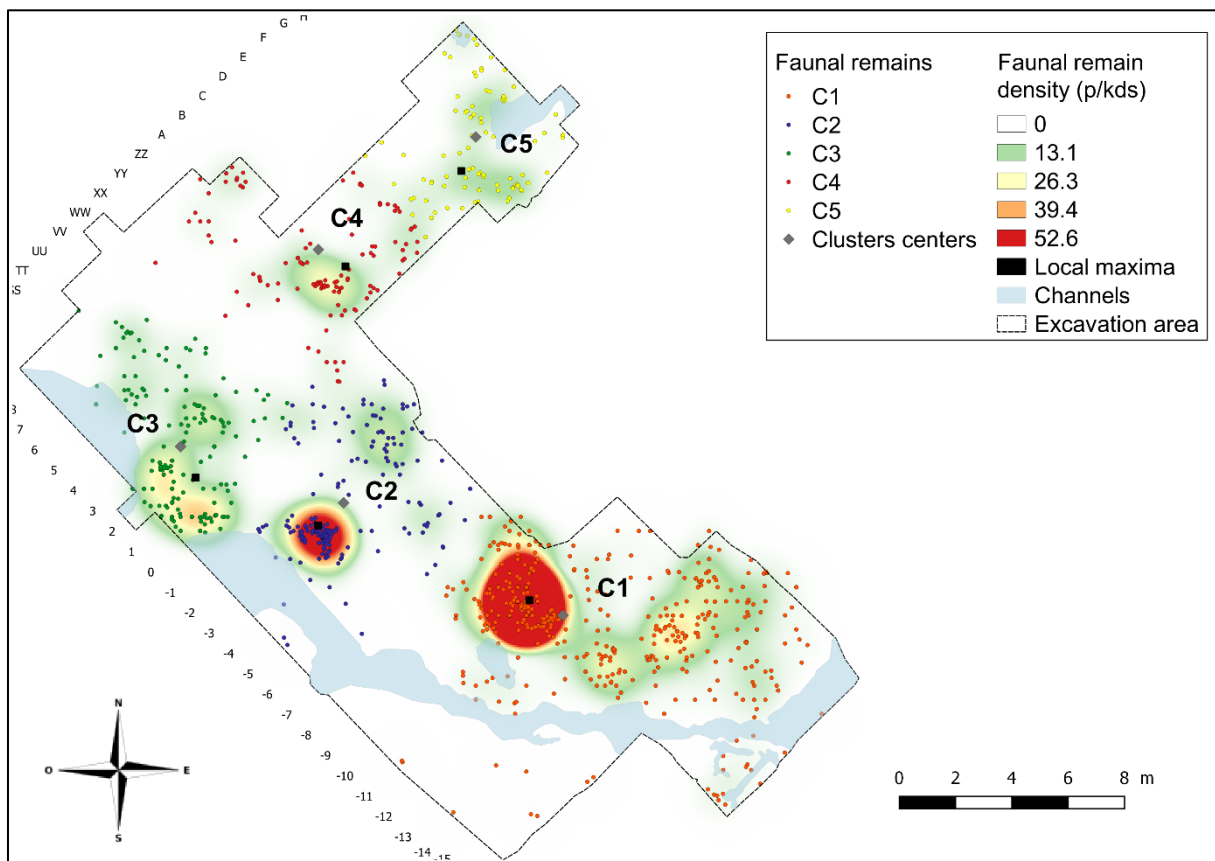 H
G
F
E
D
C
B
A
ZZ
YY
XX
WW
VV
UU
TT
SS
Faunal remains
C1
C2
C3
C4
C5
Clusters centers
Faunal remain
density (p/kds)
0
13.1
26.3
39.4
52.6
Local maxima
Channels
Excavation area
C5
C4
C3
C2
C1
8
7
6
5
4
3
2
1
0
-1
-2
-3
-4
-5
-6
-7
-8
-9
-10
-11
-12
-13
-14
-15
N
O
E
S
0 2 4 6 8 m